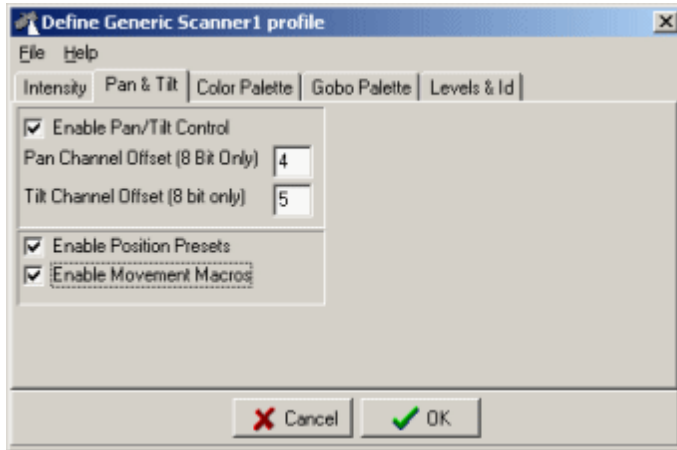 Define Generic Scanner1 profile
File Help
Intensity Pan & Tilt Color Palette Gobo Palette Levels & Id
Enable Pan/Tilt Control
Pan Channel Offset (8 Bit Only) 4
Tilt Channel Offset (8 bit only) 5
Enable Position Presets
Enable Movement Macros
Cancel OK